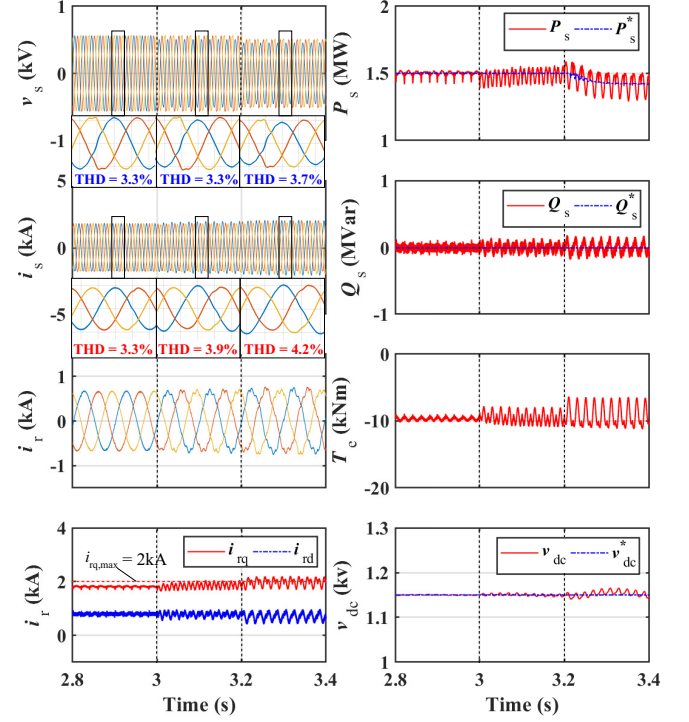 1
0
-1
v_s (kV)
THD = 3.3%
THD = 3.3%
THD = 3.7%
5
0
-5
i_s (kA)
THD = 3.3%
THD = 3.9%
THD = 4.2%
1
0
-1
i_r (kA)
4
2
0
i_r (kA)
i_rq,max = 2kA
i_rq i_rd
2.8 3 3.2 3.4
Time (s)
2
1.5
1
P_s (MW)
P_s P_s^*
1
0
-1
Q_s (MVar)
Q_s Q_s^*
0
-10
-20
T_c (kNm)
1.3
1.2
1.1
1
v_dc (kv)
v_dc v_dc^*
2.8 3 3.2 3.4
Time (s)